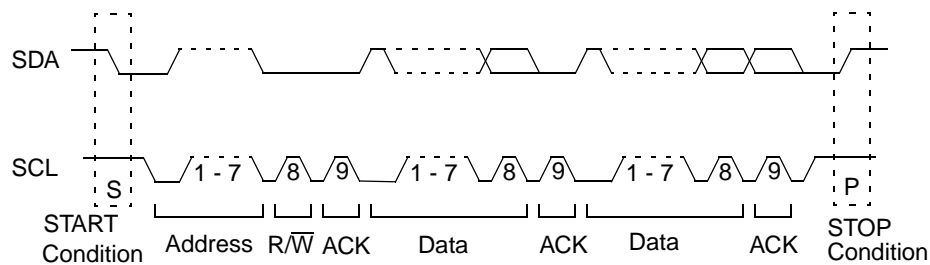 SDA
SCL
S
1 - 7
8
9
1 - 7
8
9
1 - 7
8
9
P
START
Condition
Address
R/W̅
ACK
Data
ACK
Data
ACK
STOP
Condition